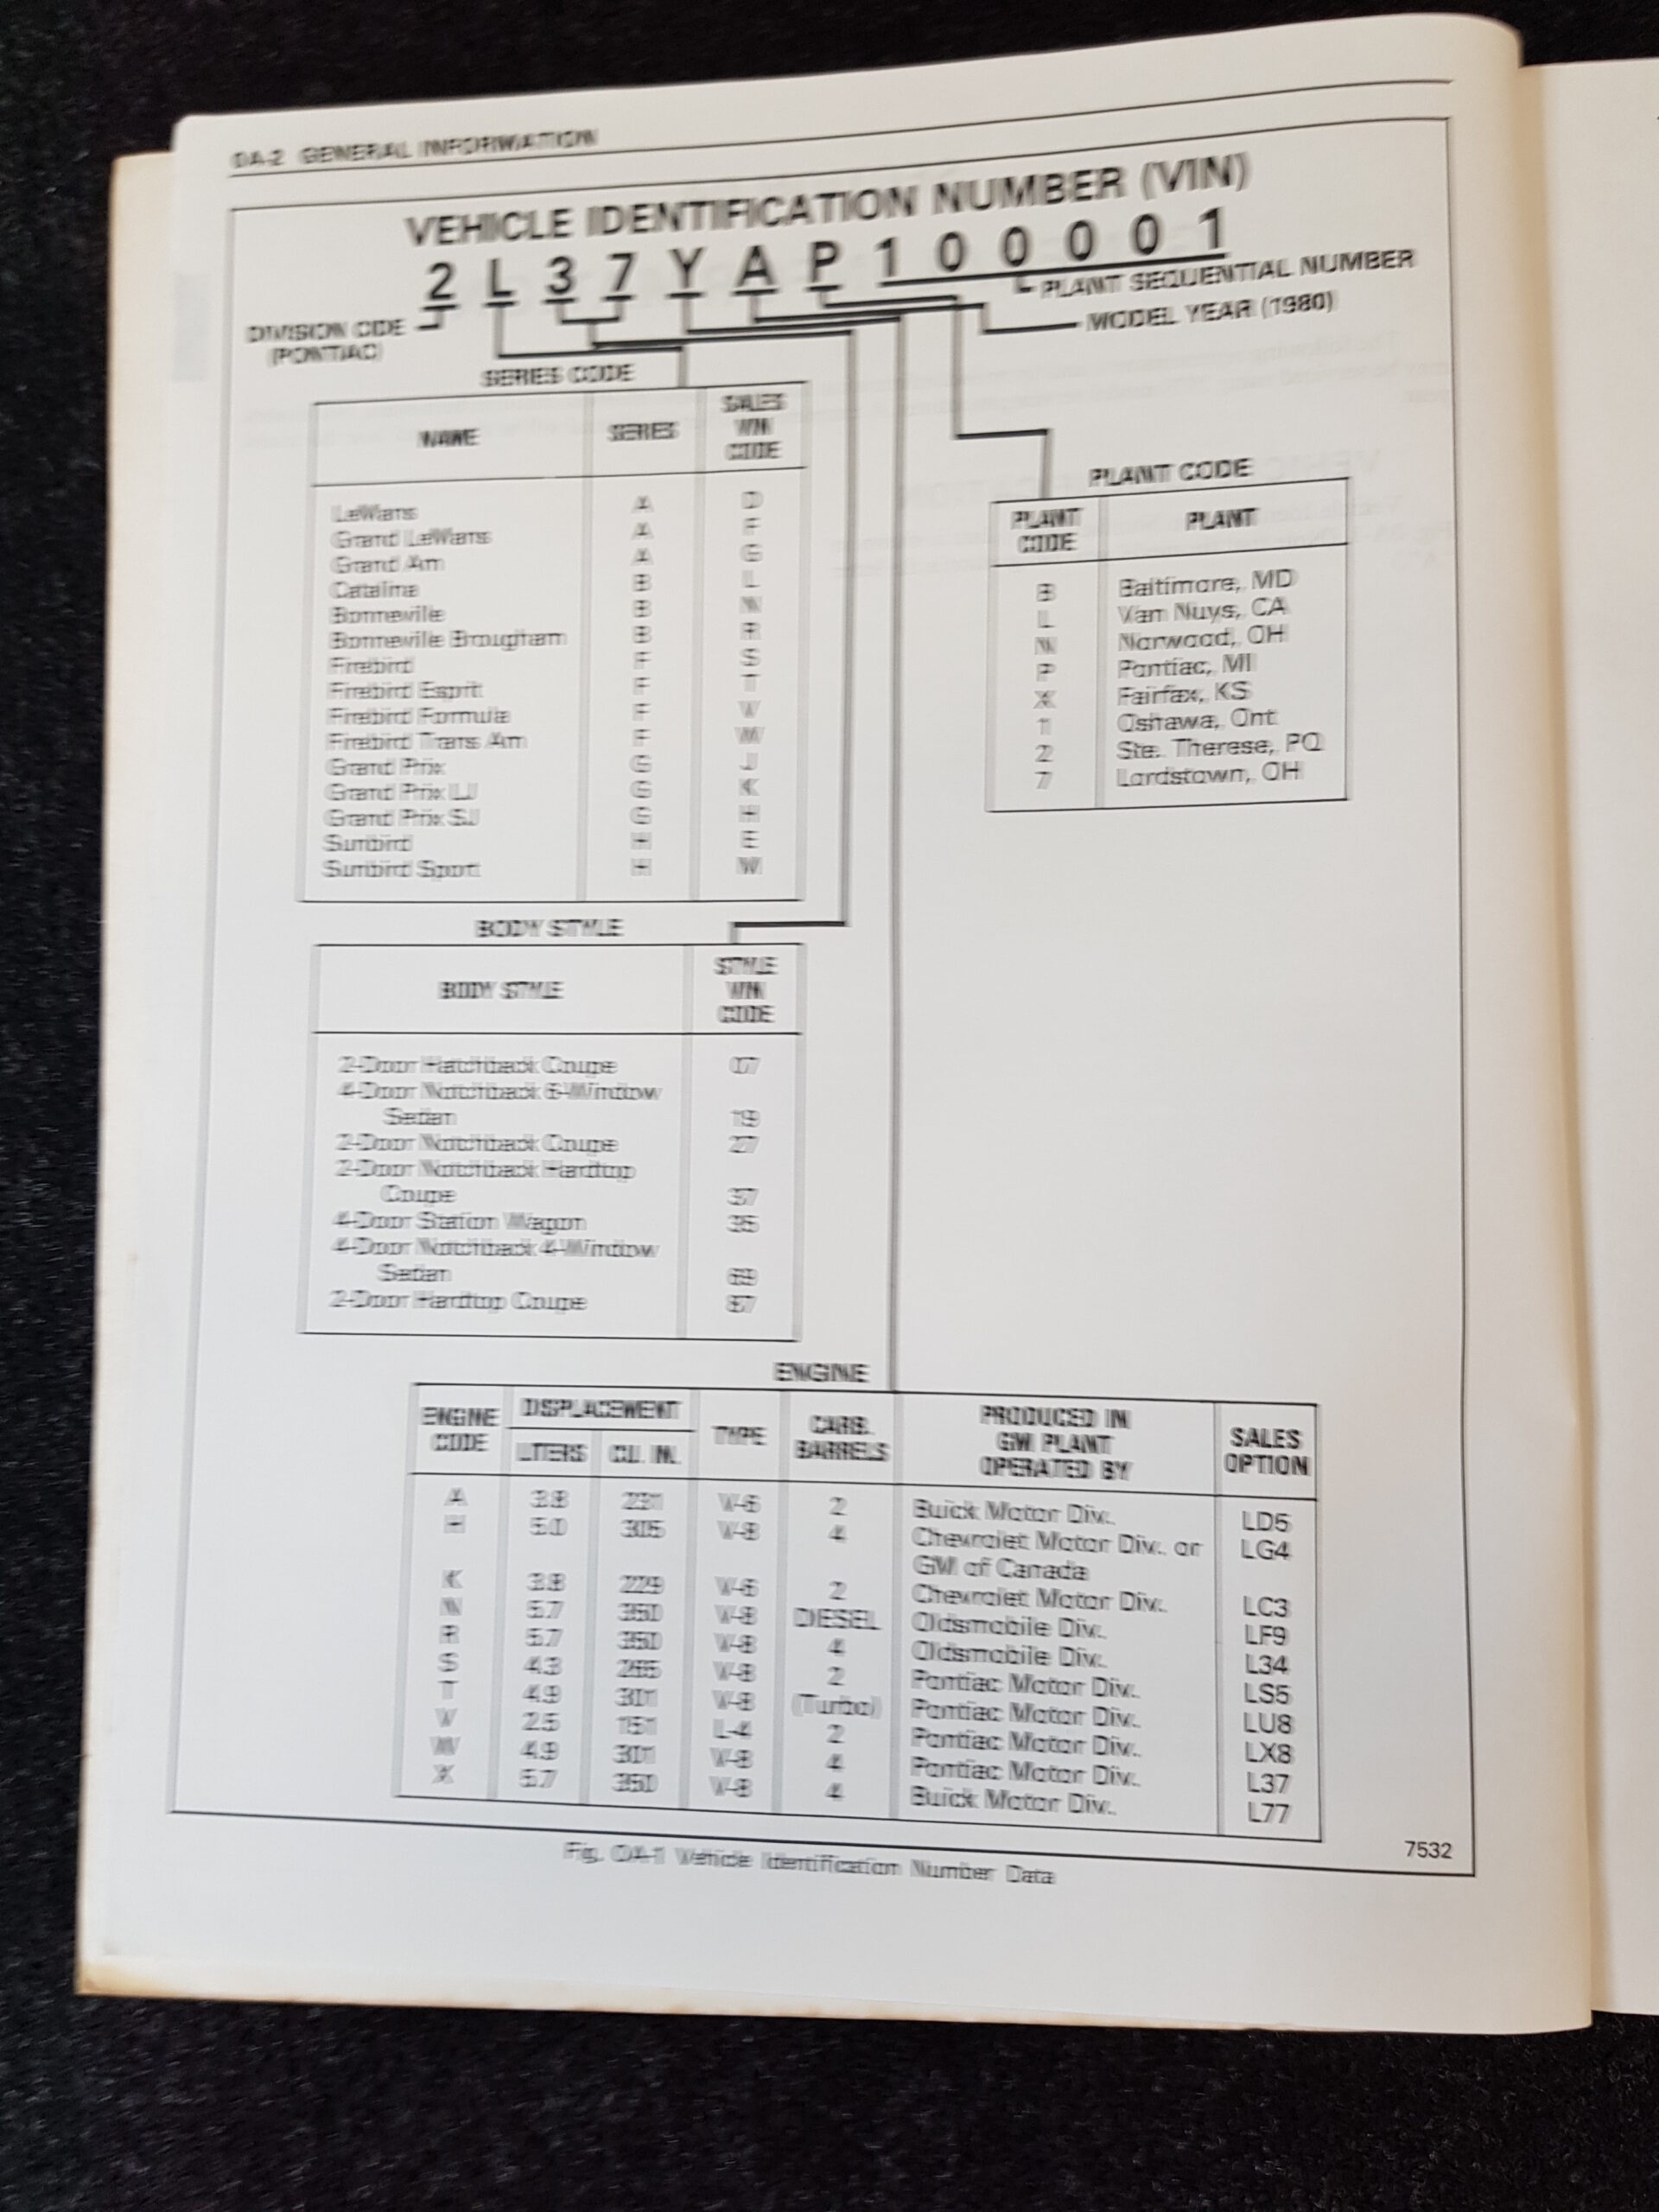 0A-2 GENERAL INFORMATION
VEHICLE IDENTIFICATION NUMBER (VIN)
2 L 3 7 Y A P 1 0 0 0 0 1
PLANT SEQUENTIAL NUMBER
DIVISION CODE
(PONTIAC)
MODEL YEAR (1980)
SERIES CODE
NAME SERIES SALES VIN CODE
LeMans A D
Grand LeMans A F
Grand Am A G
Catalina B L
Bonneville B N
Bonneville Brougham B R
Firebird F S
Firebird Esprit F T
Firebird Formula F V
Firebird Trans Am F W
Grand Prix G J
Grand Prix LJ G K
Grand Prix SJ G H
Sunbird H E
Sunbird Sport H M
PLANT CODE
PLANT CODE PLANT
B Baltimore, MD
L Van Nuys, CA
N Norwood, OH
P Pontiac, MI
X Fairfax, KS
1 Oshawa, Ont
2 Ste. Therese, PQ
7 Lordstown, OH
BODY STYLE
BODY STYLE STYLE VIN CODE
2-Door Hatchback Coupe 07
4-Door Notchback 6-Window
Sedan 19
2-Door Notchback Coupe 27
2-Door Notchback Hardtop
Coupe 37
4-Door Station Wagon 35
4-Door Notchback 4-Window
Sedan 69
2-Door Hardtop Coupe 87
ENGINE
ENGINE CODE DISPLACEMENT LITERS CU. IN. TYPE CARB. BARRELS PRODUCED IN GM PLANT OPERATED BY SALES OPTION
A 3.8 231 V-6 2 Buick Motor Div. LD5
H 5.0 305 V-8 4 Chevrolet Motor Div. or LG4
GM of Canada
K 3.8 229 V-6 2 Chevrolet Motor Div. LC3
N 5.7 350 V-8 DIESEL Oldsmobile Div. LF9
R 5.7 350 V-8 4 Oldsmobile Div. L34
S 4.3 265 V-8 2 Pontiac Motor Div. LS5
T 4.9 301 V-8 (Turbo) Pontiac Motor Div. LU8
V 2.5 151 L-4 2 Pontiac Motor Div. LX8
W 4.9 301 V-8 4 Pontiac Motor Div. L37
X 5.7 350 V-8 4 Buick Motor Div. L77
7532
Fig. OA-1 Vehicle Identification Number Data